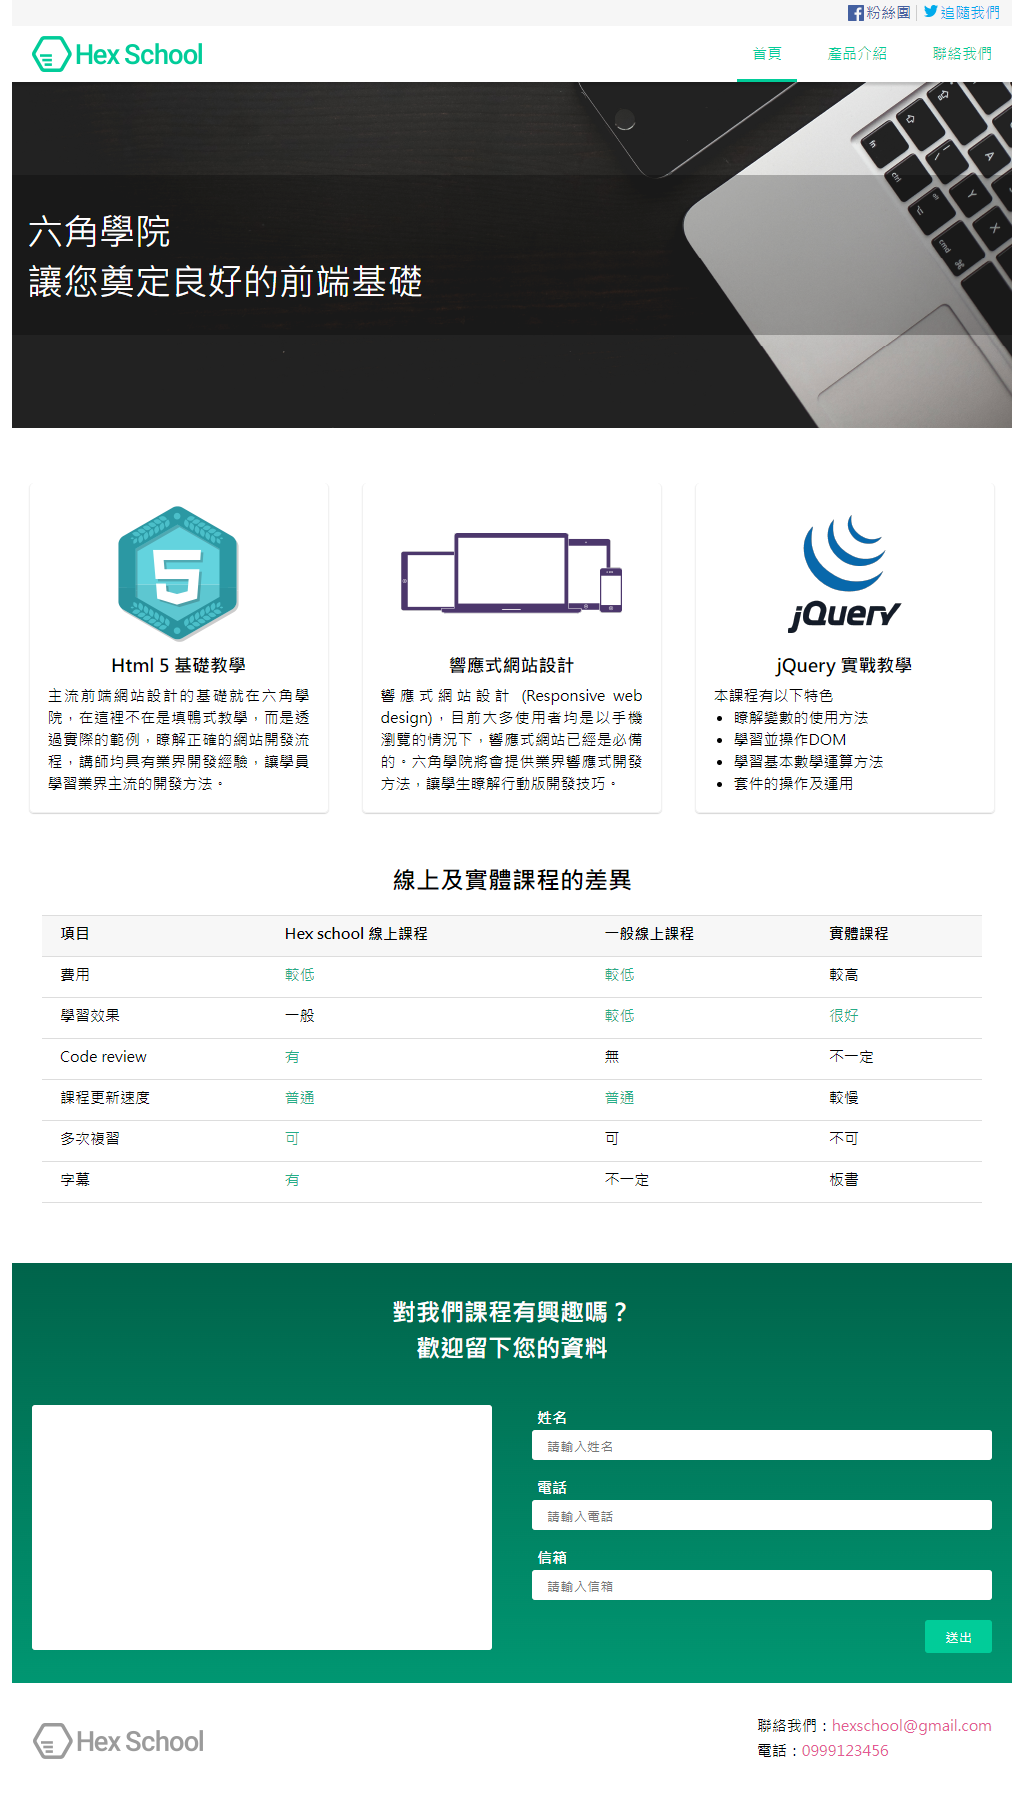 粉絲團 追隨我們
Hex School
首頁 產品介紹 聯絡我們
六角學院
讓您奠定良好的前端基礎
Html 5 基礎教學
主流前端網站設計的基礎就在六角學
院，在這裡不在是填鴨式教學，而是透
過實際的範例，瞭解正確的網站開發流
程，講師均具有業界開發經驗，讓學員
學習業界主流的開發方法。
響應式網站設計
響應式網站設計 (Responsive web
design)，目前大多使用者均是以手機
瀏覽的情況下，響應式網站已經是必備
的。六角學院將會提供業界響應式開發
方法，讓學生瞭解行動版開發技巧。
jQuery
jQuery 實戰教學
本課程有以下特色
瞭解變數的使用方法
學習並操作DOM
學習基本數學運算方法
套件的操作及運用
線上及實體課程的差異
項目 Hex school 線上課程 一般線上課程 實體課程
費用 較低 較低 較高
學習效果 一般 較低 很好
Code review 有 無 不一定
課程更新速度 普通 普通 較慢
多次複習 可 可 不可
字幕 有 不一定 板書
對我們課程有興趣嗎？
歡迎留下您的資料
姓名
請輸入姓名
電話
請輸入電話
信箱
請輸入信箱
送出
Hex School
聯絡我們：hexschool@gmail.com
電話：0999123456